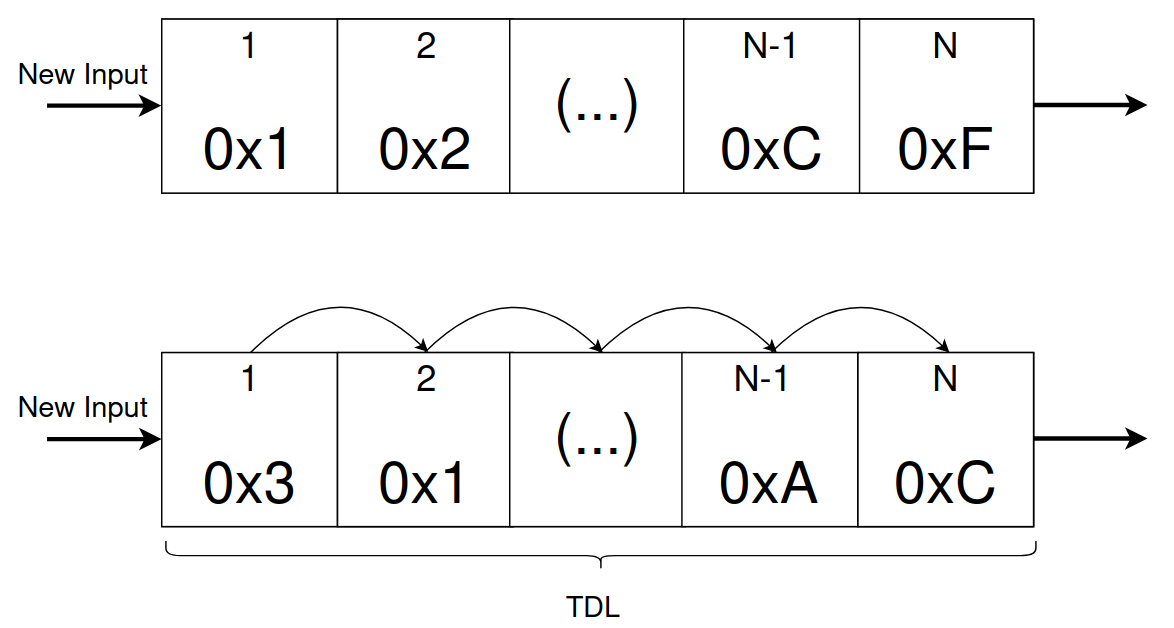 1 2 N-1 N
New Input
(...)
0x1 0x2 0xC 0xF
1 2 N-1 N
New Input
(...)
0x3 0x1 0xA 0xC
TDL